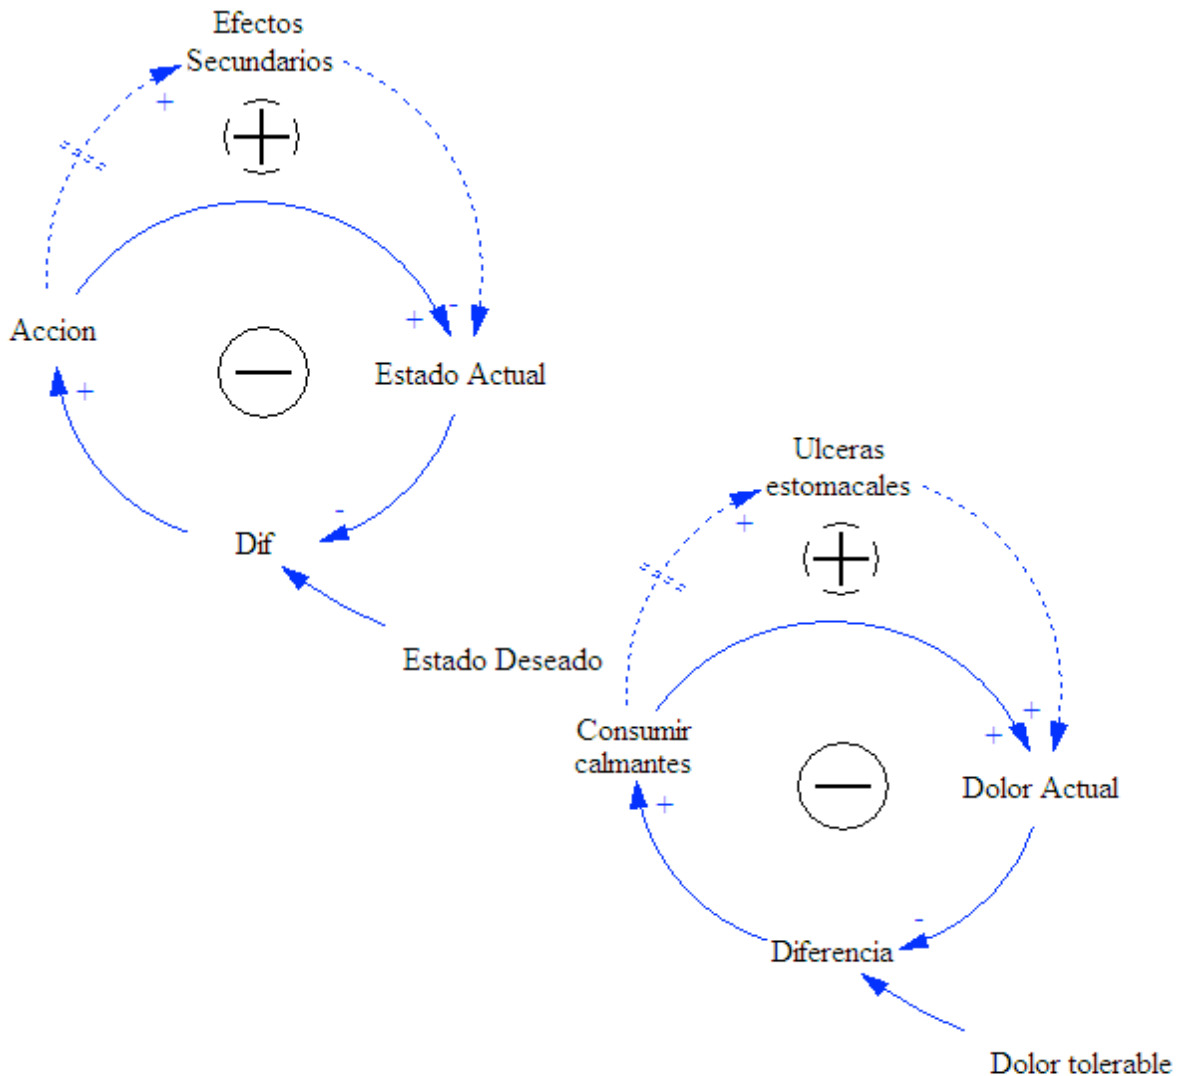 Efectos
Secundarios
+
+
-
+
Accion
Estado Actual
+
-
Dif
Estado Deseado
Ulceras
estomacales
+
+
+
+
Consumir
calmantes
-
Dolor Actual
+
-
Diferencia
Dolor tolerable